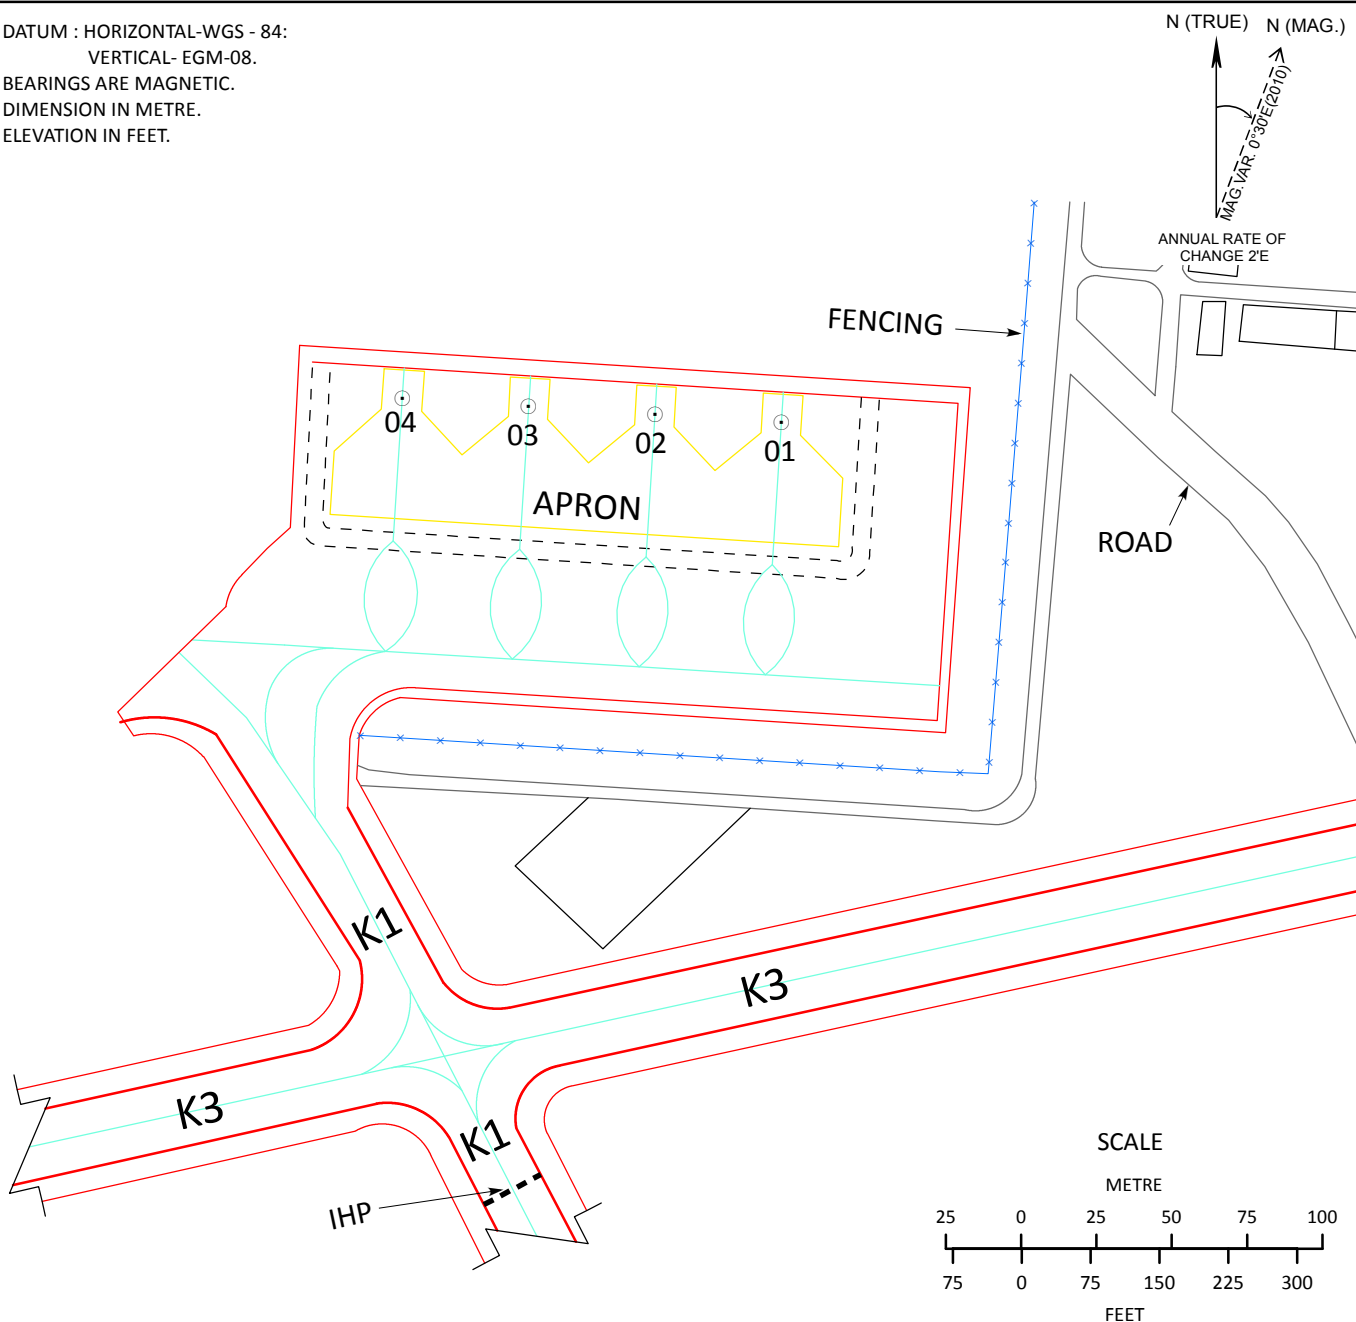 DATUM : HORIZONTAL-WGS - 84:
VERTICAL- EGM-08.
BEARINGS ARE MAGNETIC.
DIMENSION IN METRE.
ELEVATION IN FEET.
N (TRUE) N (MAG.)
MAG.VAR. 0°30'E(2010)
ANNUAL RATE OF
CHANGE 2'E
FENCING
04
03
02
01
APRON
ROAD
K1
K3
K3
K1
IHP
SCALE
METRE
25 0 25 50 75 100
75 0 75 150 225 300
FEET